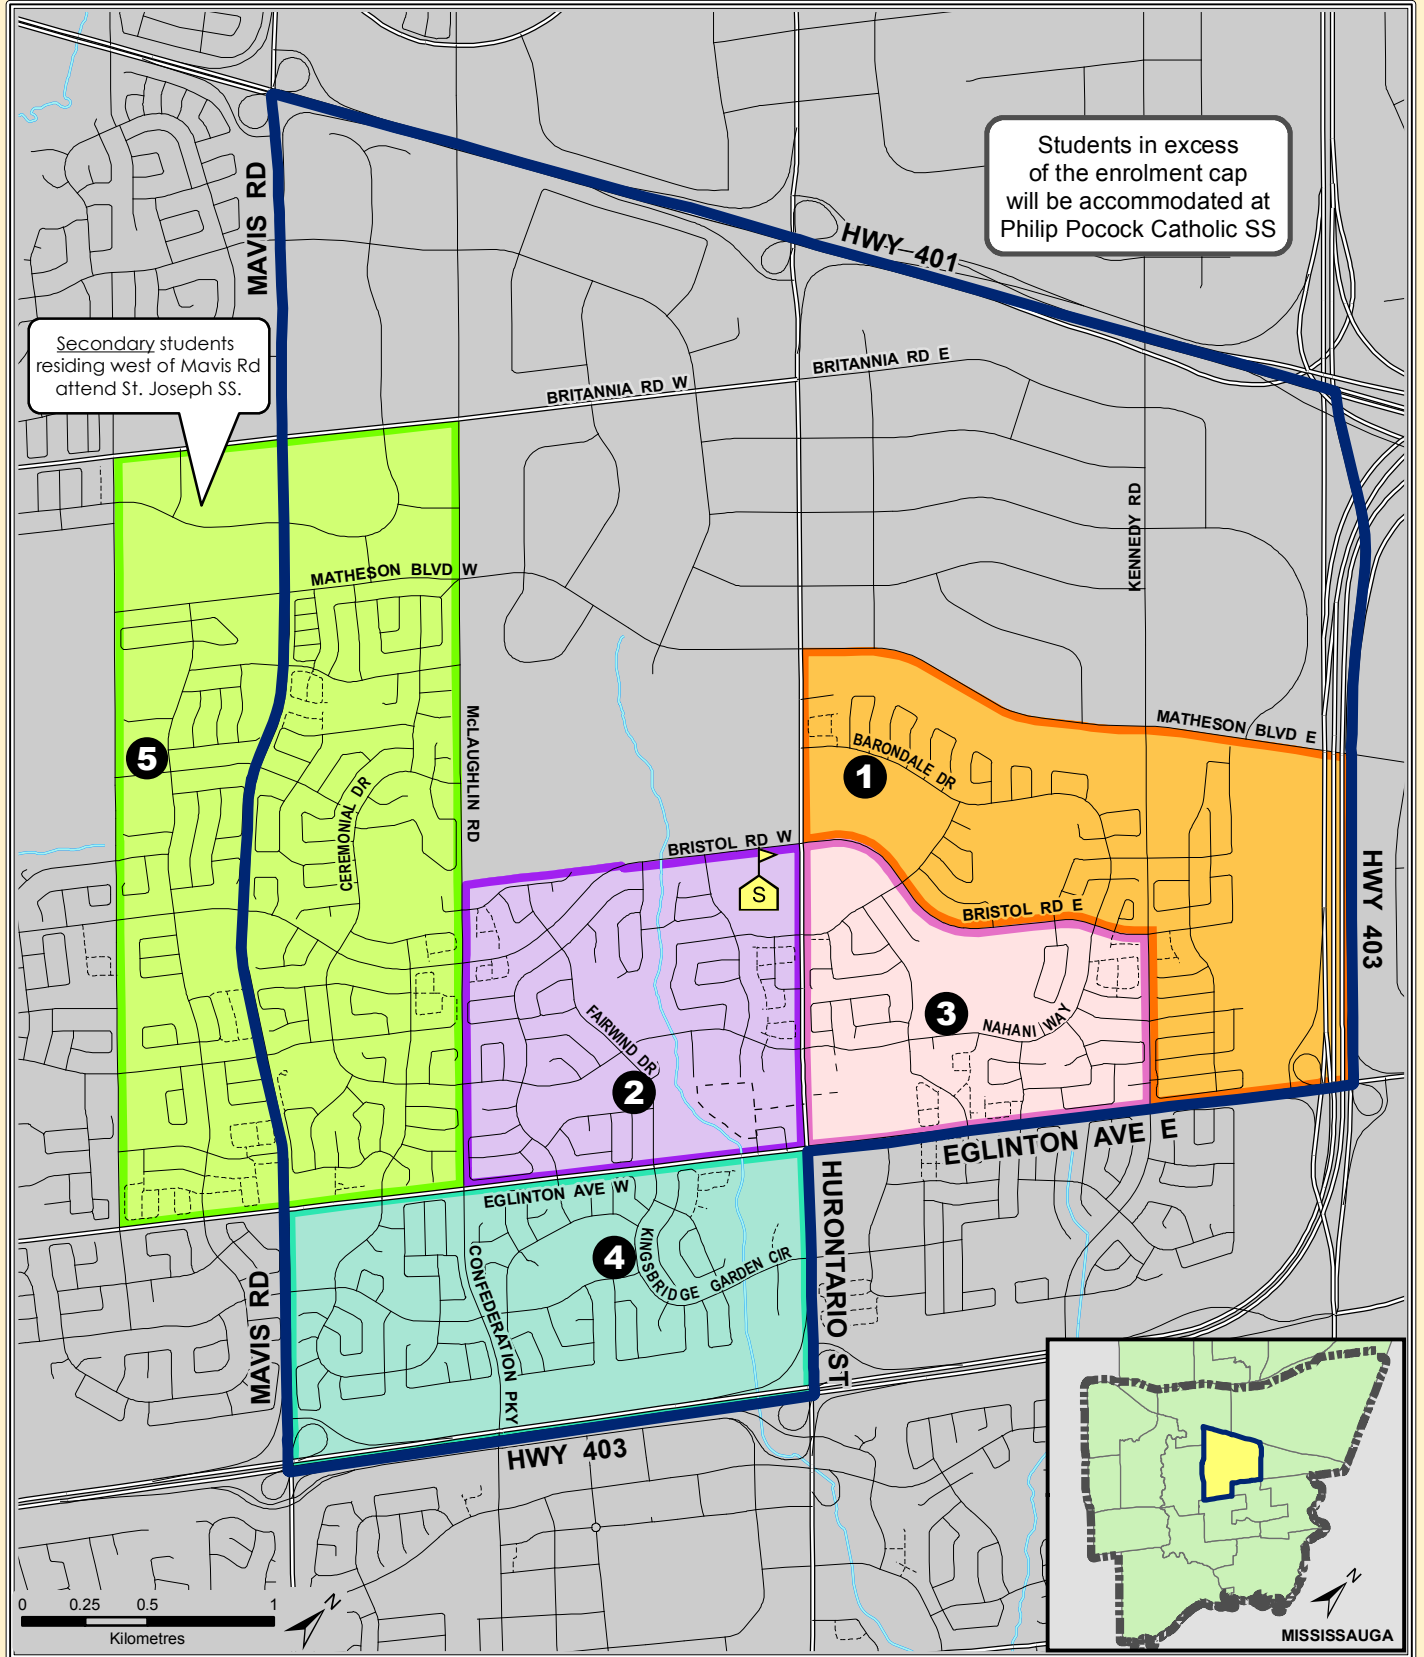 Students in excess
of the enrolment cap
will be accommodated at
Philip Pocock Catholic SS
MAVIS RD
HWY 401
Secondary students
residing west of Mavis Rd
attend St. Joseph SS.
BRITANNIA RD E
BRITANNIA RD W
KENNEDY RD
MATHESON BLVD W
McLAUGHLIN RD
MATHESON BLVD E
BARONDALE DR
1
5
CEREMONIAL DR
BRISTOL RD W
S
BRISTOL RD E
HWY 403
3
NAHANI WAY
FAIRWIND DR
2
EGLINTON AVE E
EGLINTON AVE W
HURONTARIO ST
KINGSBRIDGE GARDEN CIR
4
CONFEDERATION PKY
MAVIS RD
HWY 403
0 0.25 0.5 1
Kilometres
N
N
MISSISSAUGA